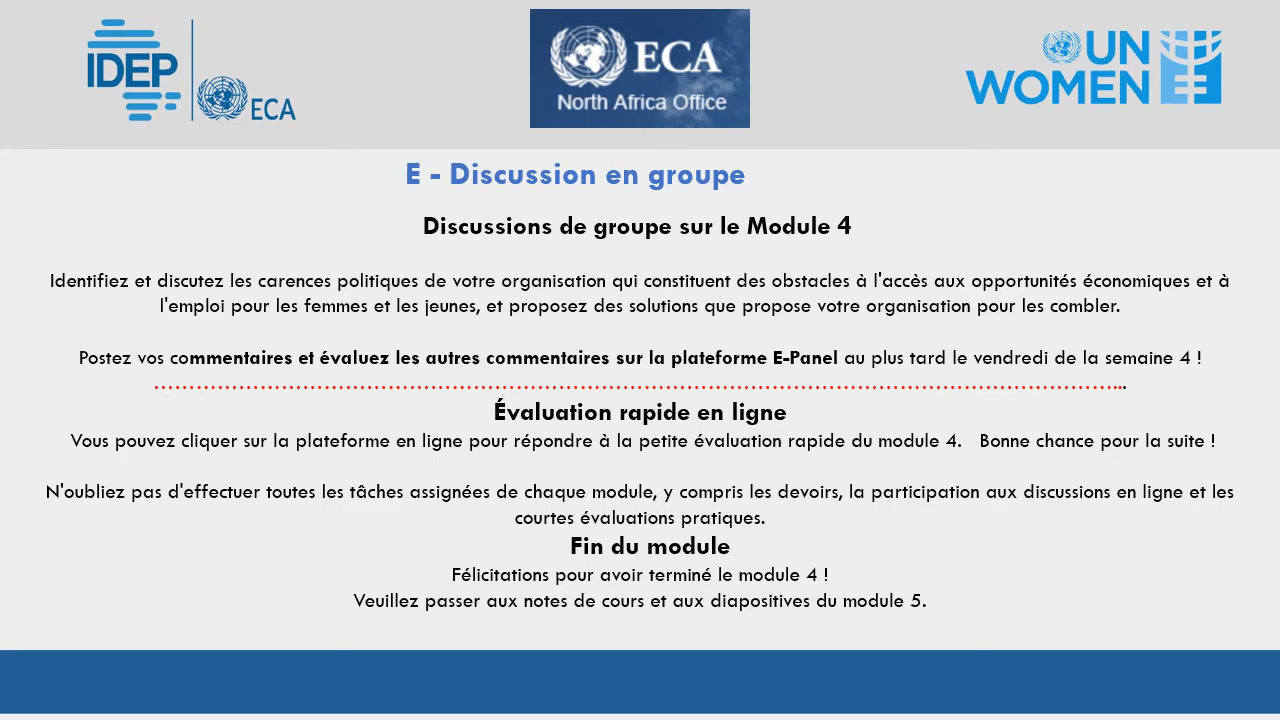 IDEP
ECA
ECA
North Africa Office
UN
WOMEN
E - Discussion en groupe
Discussions de groupe sur le Module 4
Identifiez et discutez les carences politiques de votre organisation qui constituent des obstacles à l'accès aux opportunités économiques et à
l'emploi pour les femmes et les jeunes, et proposez des solutions que propose votre organisation pour les combler.
Postez vos commentaires et évaluez les autres commentaires sur la plateforme E-Panel au plus tard le vendredi de la semaine 4 !
…………………………………………………………………………………………………………………………...
Évaluation rapide en ligne
Vous pouvez cliquer sur la plateforme en ligne pour répondre à la petite évaluation rapide du module 4.   Bonne chance pour la suite !
N'oubliez pas d'effectuer toutes les tâches assignées de chaque module, y compris les devoirs, la participation aux discussions en ligne et les
courtes évaluations pratiques.
Fin du module
Félicitations pour avoir terminé le module 4 !
Veuillez passer aux notes de cours et aux diapositives du module 5.